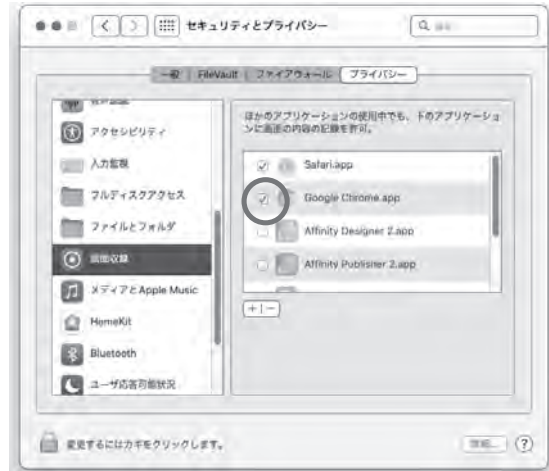 セキュリティとプライバシー
一般
FileVault
ファイアウォール
プライバシー
アクセシビリティ
入力監視
フルディスクアクセス
ファイルとフォルダ
画面収録
メディアとApple Music
HomeKit
Bluetooth
ユーザ応答可能状況
ほかのアプリケーションの使用中でも、下のアプリケーショ
ンに画面の内容の記録を許可。
Safari.app
Google Chrome.app
Affinity Designer 2.app
Affinity Publisher 2.app
変更するにはカギをクリックします。
詳細...